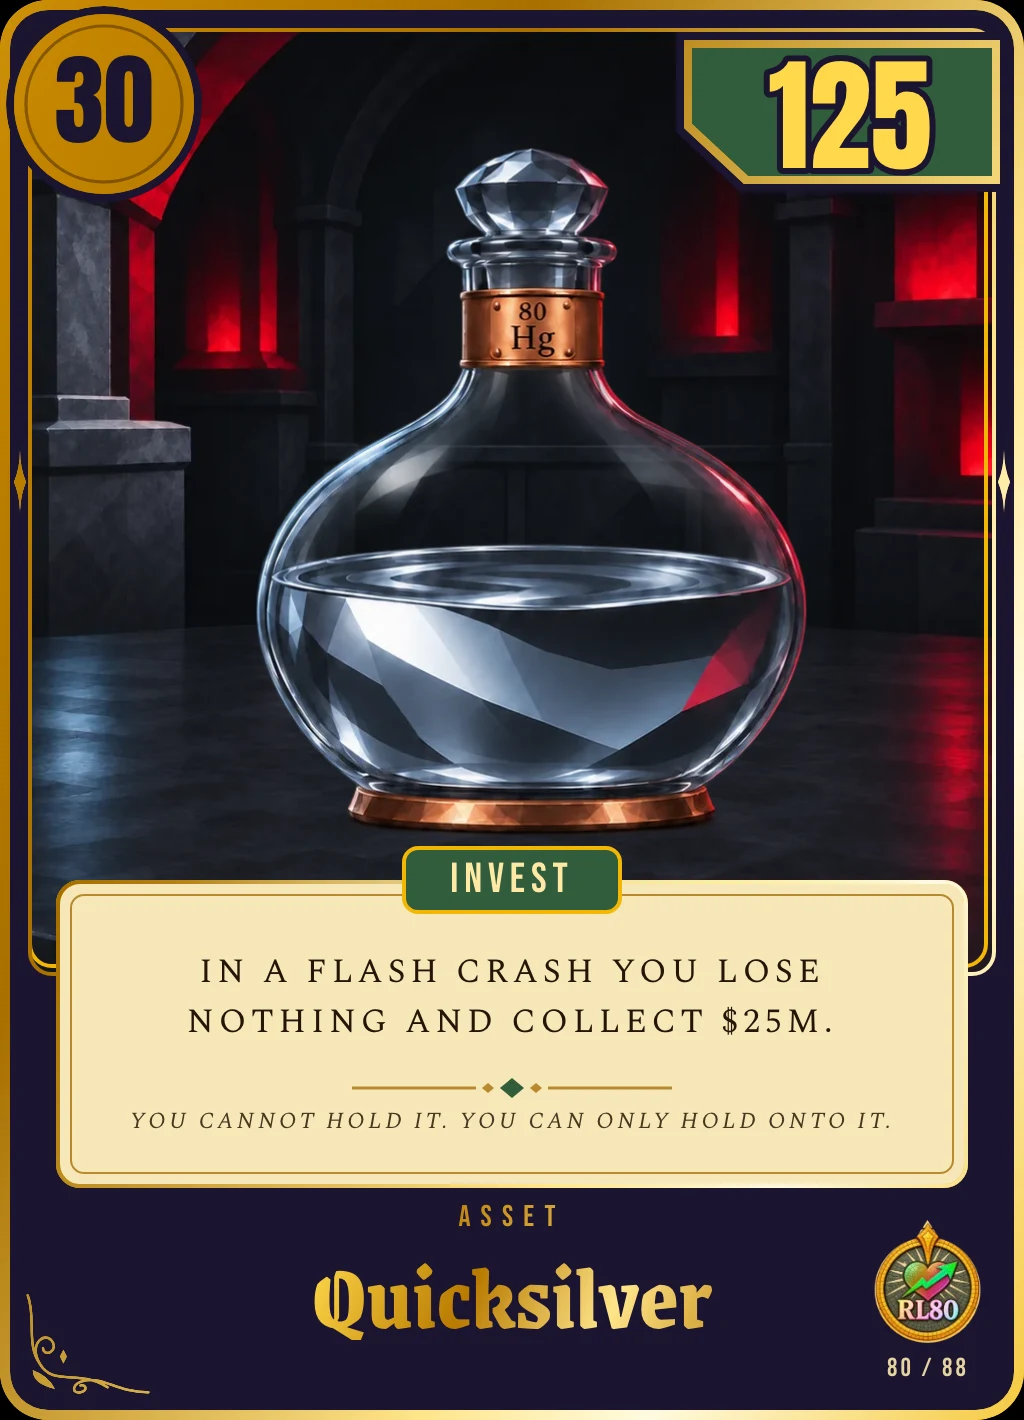 30
125
80
Hg
INVEST
IN A FLASH CRASH YOU LOSE
NOTHING AND COLLECT $25M.
YOU CANNOT HOLD IT. YOU CAN ONLY HOLD ONTO IT.
ASSET
Quicksilver
RL80
80 / 88